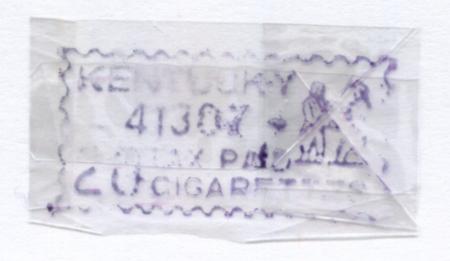 KENTUCKY
41307
TAX PAID
20 CIGARETTES